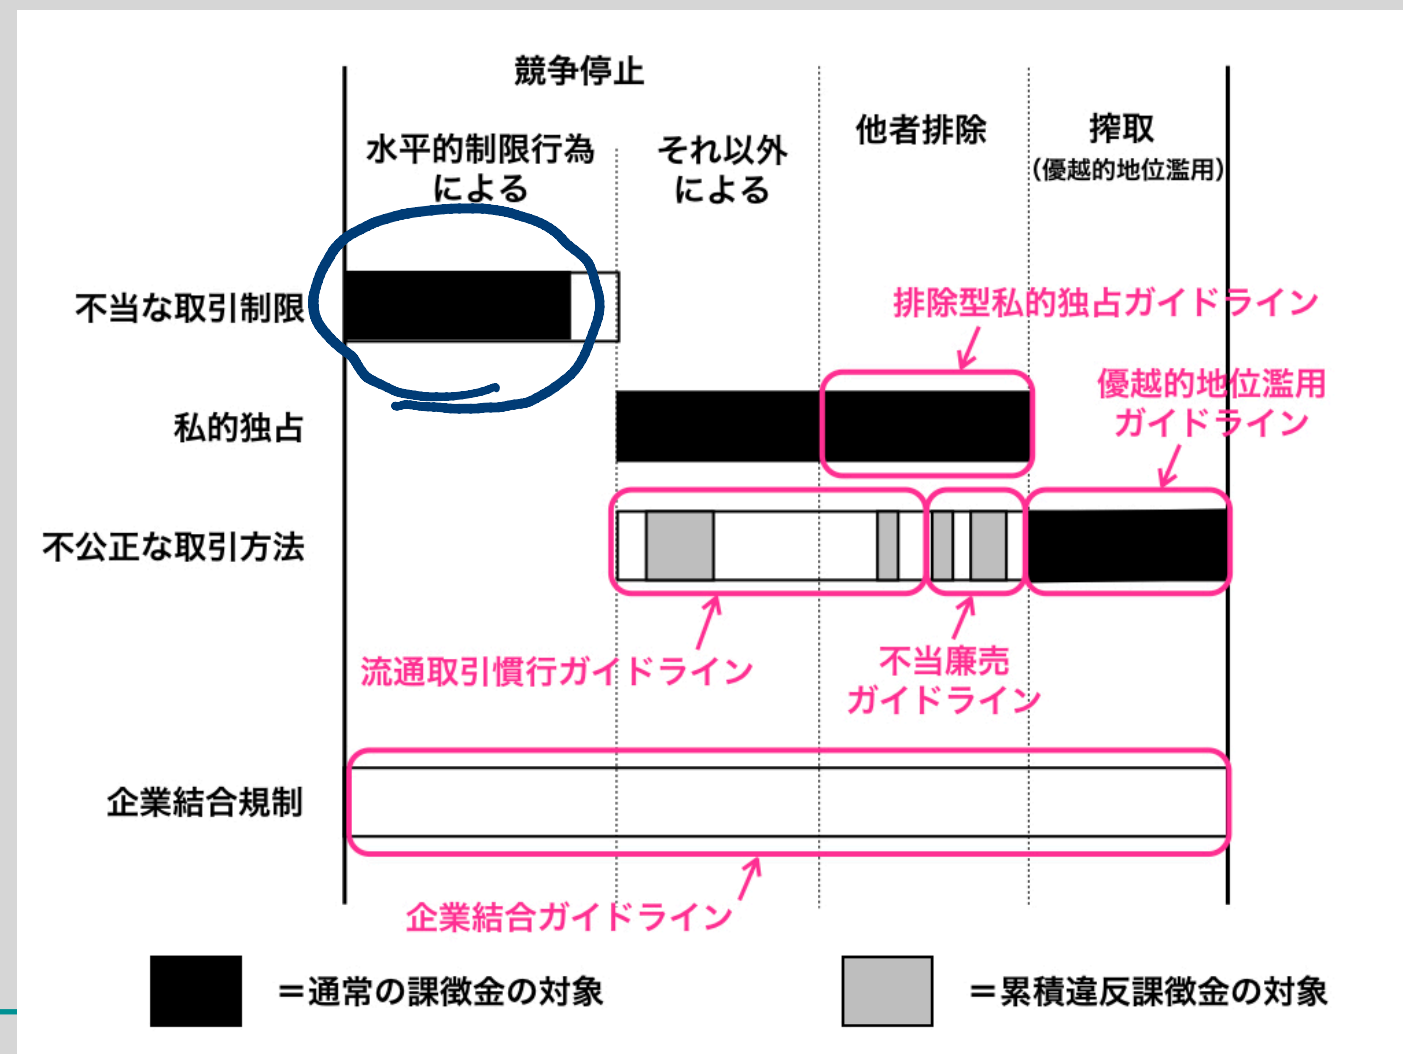 競争停止
水平的制限行為
による
それ以外
による
他者排除
搾取
(優越的地位濫用)
不当な取引制限
排除型私的独占ガイドライン
私的独占
優越的地位濫用
ガイドライン
不公正な取引方法
流通取引慣行ガイドライン
不当廉売
ガイドライン
企業結合規制
企業結合ガイドライン
=通常の課徴金の対象
=累積違反課徴金の対象